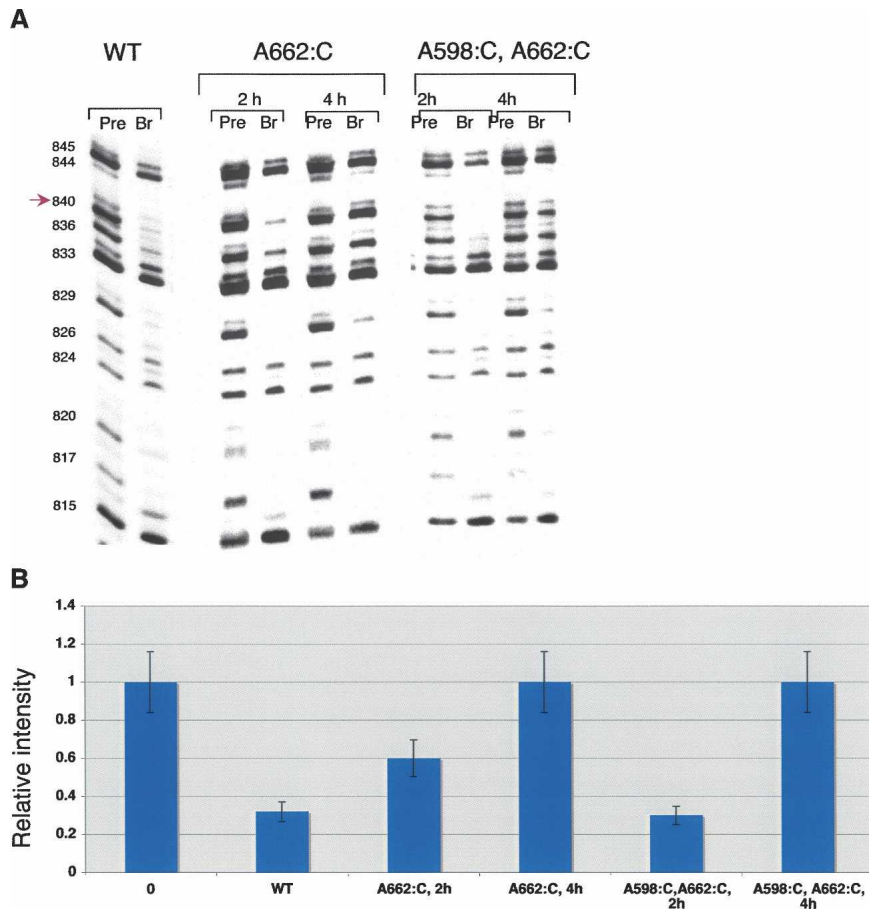 A
WT
A662:C
A598:C, A662:C
2 h
4 h
2h
4h
Pre Br
Pre Br
Pre Br
Pre Br
Pre Br
845
844
840
836
833
829
826
824
820
817
815
B
Relative intensity
1.4
1.2
1
0.8
0.6
0.4
0.2
0
0
WT
A662:C, 2h
A662:C, 4h
A598:C,A662:C,
2h
A598:C, A662:C,
4h